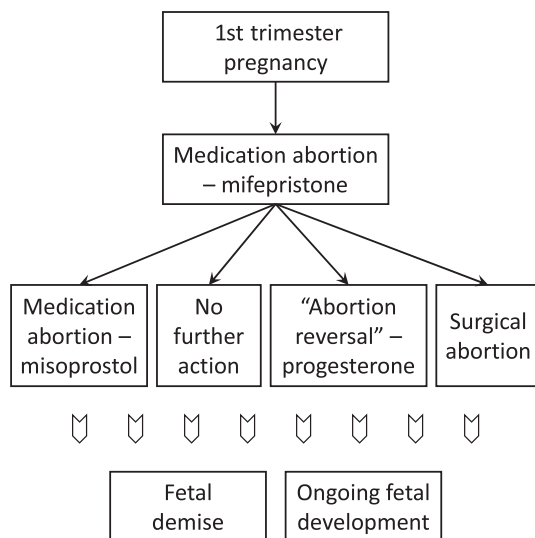 1st trimester
pregnancy
Medication abortion
– mifepristone
Medication
abortion –
misoprostol
No
further
action
“Abortion
reversal” –
progesterone
Surgical
abortion
Fetal
demise
Ongoing fetal
development